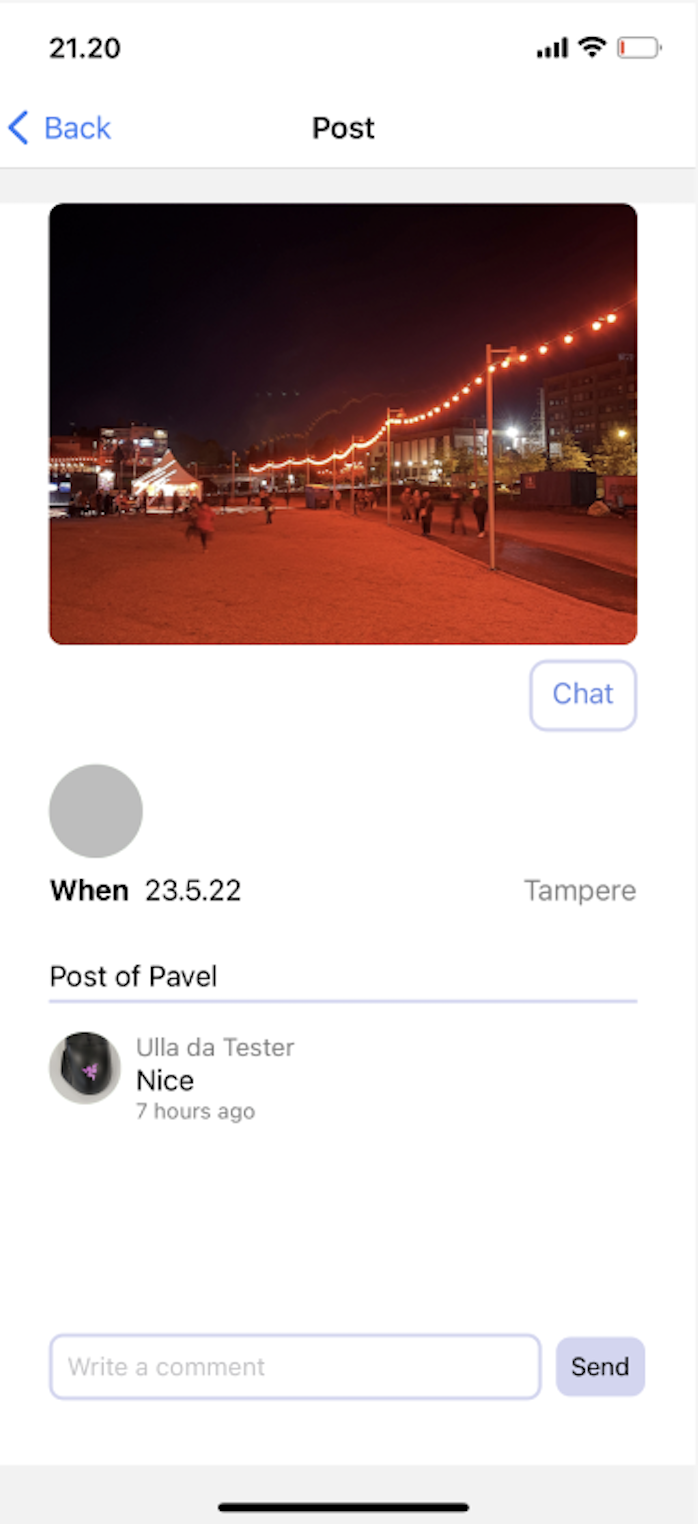 21.20
Back Post
Chat
When 23.5.22 Tampere
Post of Pavel
Ulla da Tester
Nice
7 hours ago
Write a comment Send